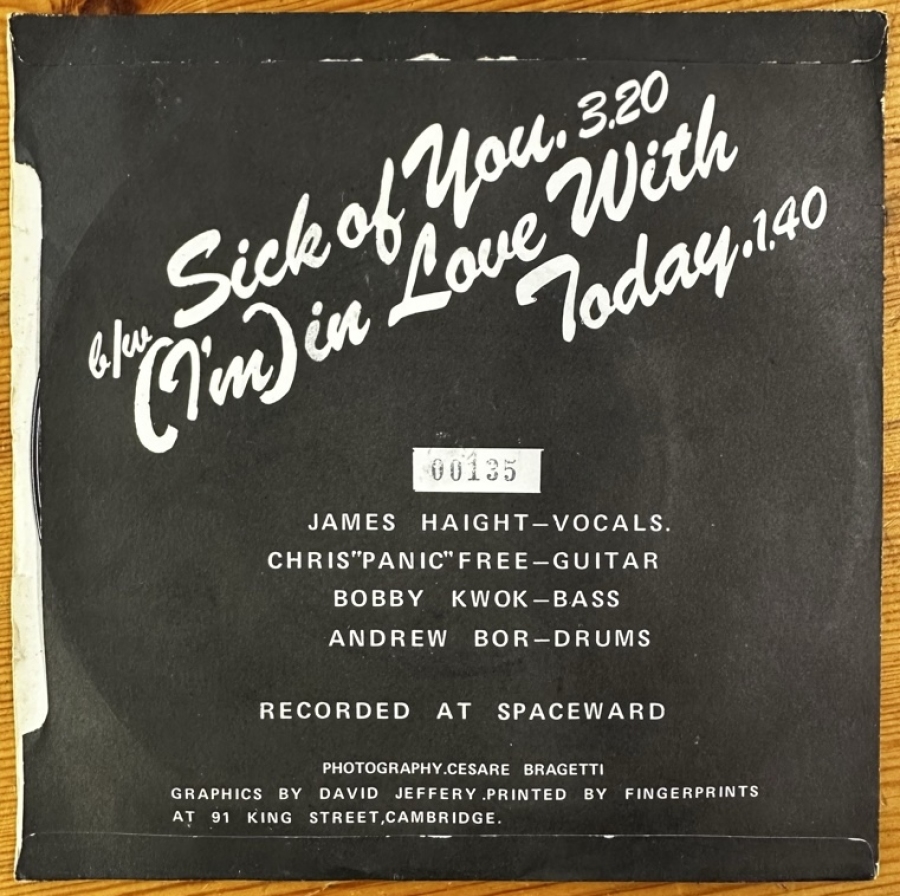 Sick of You. 3.20
b/w (I'm) in Love With
Today. 1.40
00135
JAMES HAIGHT—VOCALS.
CHRIS"PANIC"FREE—GUITAR
BOBBY KWOK—BASS
ANDREW BOR—DRUMS
RECORDED AT SPACEWARD
PHOTOGRAPHY.CESARE BRAGETTI
GRAPHICS BY DAVID JEFFERY.PRINTED BY FINGERPRINTS
AT 91 KING STREET,CAMBRIDGE.